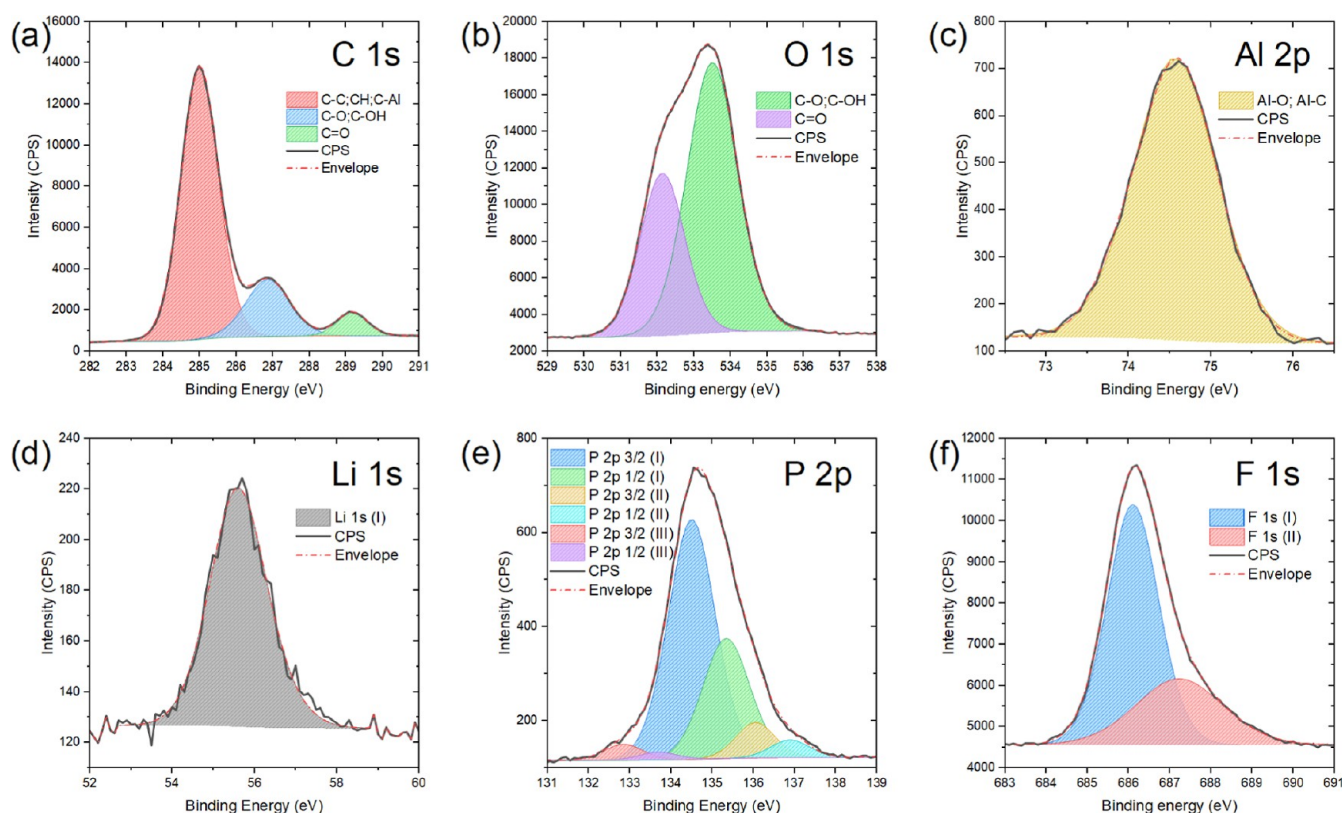 (a)
C 1s
C-C;CH;C-Al
C-O;C-OH
C=O
CPS
Envelope
Intensity (CPS)
16000
14000
12000
10000
8000
6000
4000
2000
0
282 283 284 285 286 287 288 289 290 291
Binding Energy (eV)
(b)
O 1s
C-O;C-OH
C=O
CPS
Envelope
Intensity (CPS)
20000
18000
16000
14000
12000
10000
8000
6000
4000
2000
529 530 531 532 533 534 535 536 537 538
Binding energy (eV)
(c)
Al 2p
Al-O; Al-C
CPS
Envelope
Intensity (CPS)
800
700
600
500
400
300
200
100
73 74 75 76
Binding Energy (eV)
(d)
Li 1s
Li 1s (I)
CPS
Envelope
Intensity (CPS)
240
220
200
180
160
140
120
52 54 56 58 60
Binding Energy (eV)
(e)
P 2p
P 2p 3/2 (I)
P 2p 1/2 (I)
P 2p 3/2 (II)
P 2p 1/2 (II)
P 2p 3/2 (III)
P 2p 1/2 (III)
CPS
Envelope
Intensity (CPS)
800
600
400
200
131 132 133 134 135 136 137 138 139
Binding Energy (eV)
(f)
F 1s
F 1s (I)
F 1s (II)
CPS
Envelope
Intensity (CPS)
12000
11000
10000
9000
8000
7000
6000
5000
4000
683 684 685 686 687 688 689 690 691
Binding energy (eV)